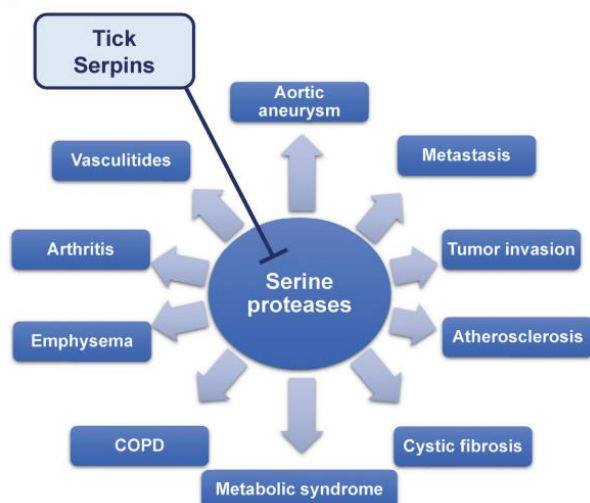 Tick
Serpins
Aortic
aneurysm
Vasculitides
Metastasis
Arthritis
Tumor invasion
Serine
proteases
Emphysema
Atherosclerosis
COPD
Cystic fibrosis
Metabolic syndrome